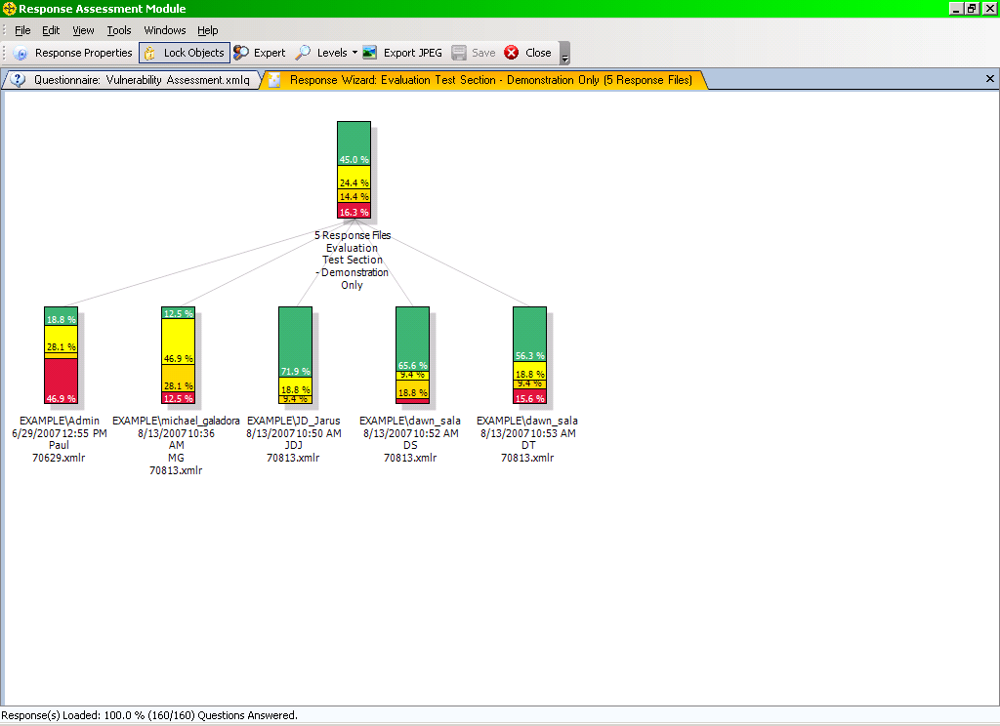 Response Assessment Module
File Edit View Tools Windows Help
Response Properties Lock Objects Expert Levels Export JPEG Save Close
Questionnaire: Vulnerability Assessment.xmlq Response Wizard: Evaluation Test Section - Demonstration Only (5 Response Files)
45.0 %
24.4 %
14.4 %
16.3 %
5 Response Files
Evaluation
Test Section
- Demonstration
Only
18.8 %
28.1 %
46.9 %
EXAMPLE\Admin
6/29/2007 12:55 PM
Paul
70629.xmlr
12.5 %
46.9 %
28.1 %
12.5 %
EXAMPLE\michael_galadora
8/13/2007 10:36
AM
MG
70813.xmlr
71.9 %
18.8 %
9.4 %
EXAMPLE\JD_Jarus
8/13/2007 10:50 AM
JDJ
70813.xmlr
65.6 %
9.4 %
18.8 %
EXAMPLE\dawn_sala
8/13/2007 10:52 AM
DS
70813.xmlr
56.3 %
18.8 %
9.4 %
15.6 %
EXAMPLE\dawn_sala
8/13/2007 10:53 AM
DT
70813.xmlr
Response(s) Loaded: 100.0 % (160/160) Questions Answered.